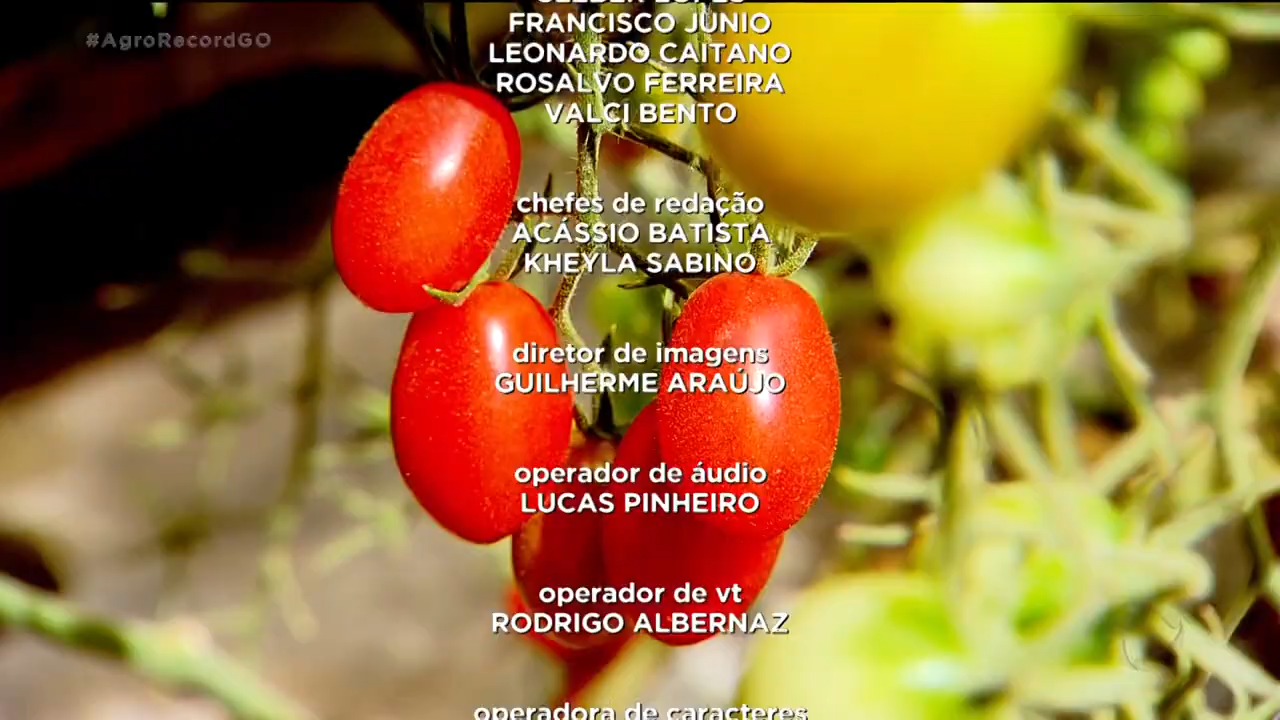 #AgroRecordGO
FRANCISCO JÚNIO
LEONARDO CAITANO
ROSALVO FERREIRA
VALCI BENTO
chefes de redação
ACÁSSIO BATISTA
KHEYLA SABINO
diretor de imagens
GUILHERME ARAÚJO
operador de áudio
LUCAS PINHEIRO
operador de vt
RODRIGO ALBERNAZ
operadora de caracteres